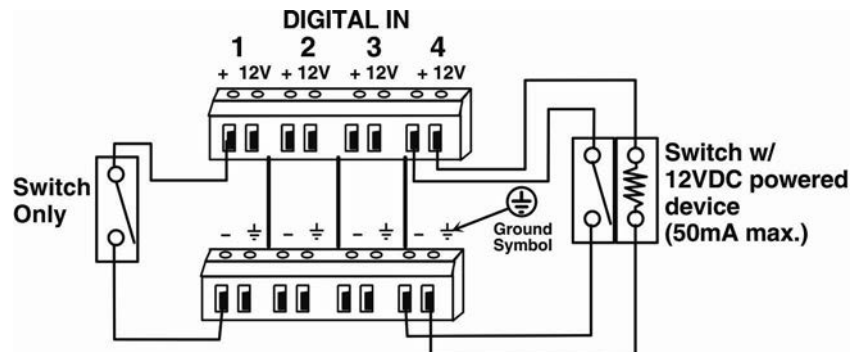 DIGITAL IN
1 2 3 4
+ 12V + 12V + 12V + 12V
Switch
Only
Switch w/
12VDC powered
device
(50mA max.)
- ⏚ - ⏚ - ⏚ - ⏚
Ground
Symbol